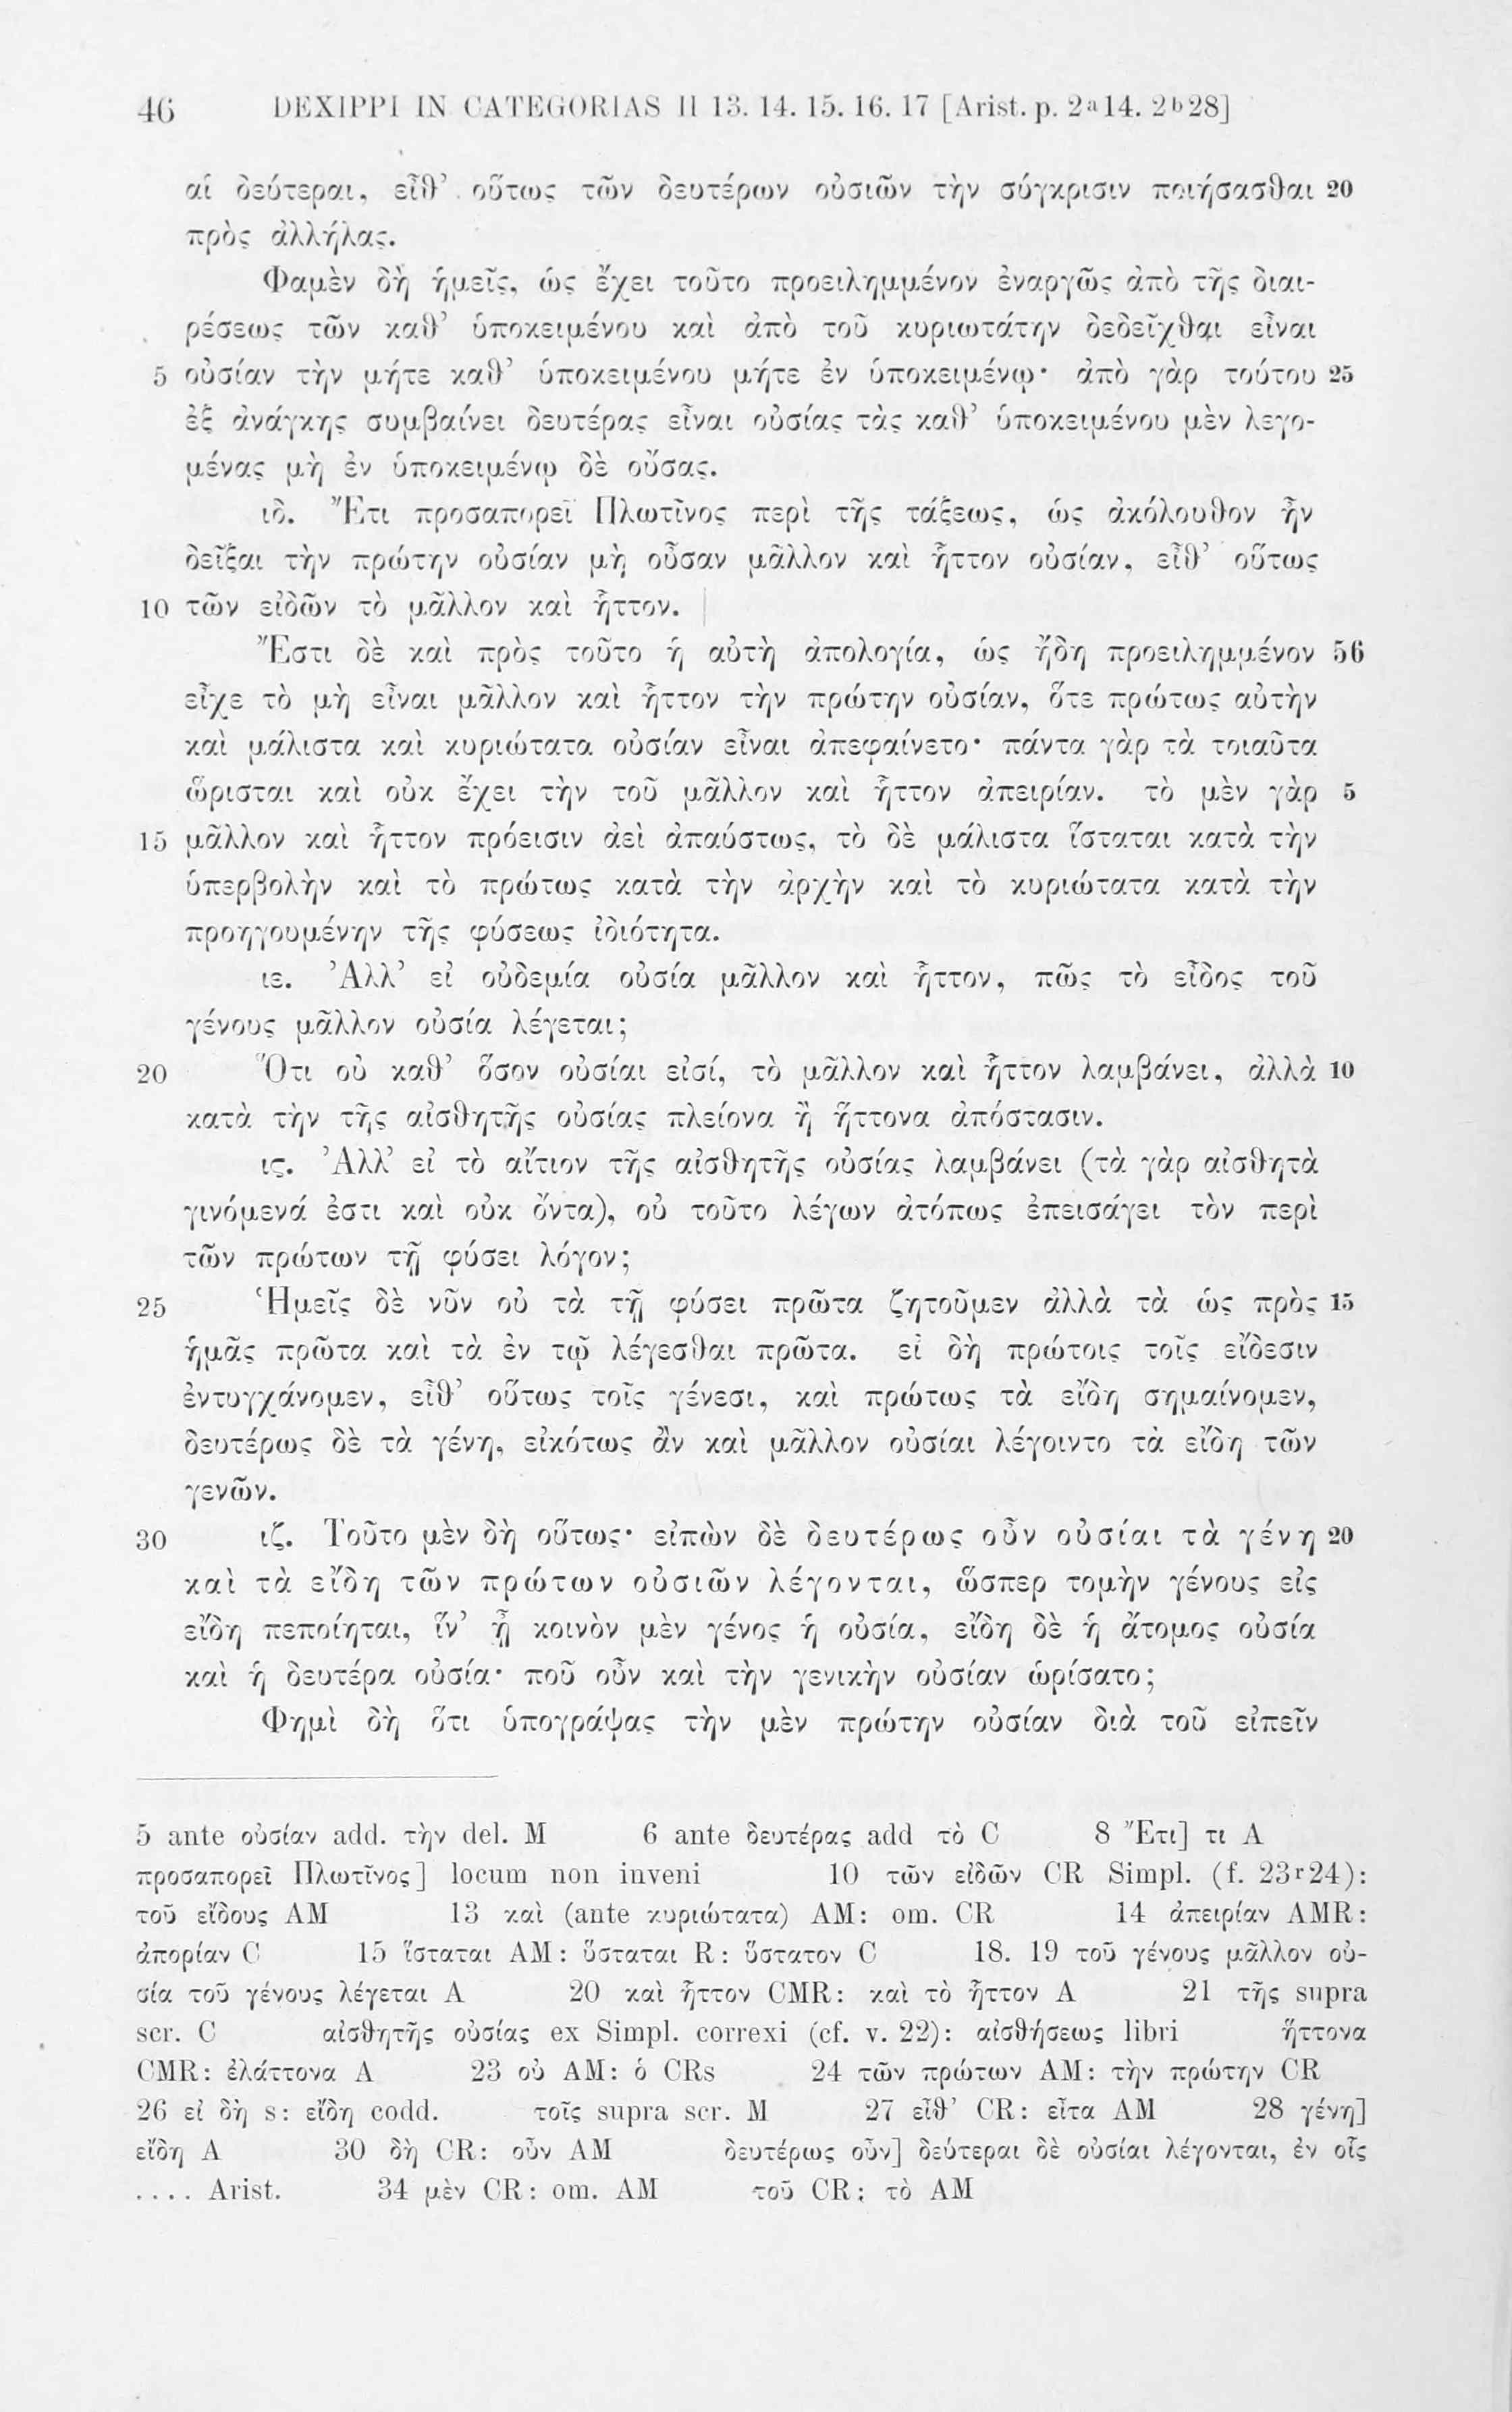 46 DEXIPPI IN CATEGORIAS II 13. 14. 15. 16. 17 [Arist. p. 2ᵃ14. 2ᵇ28]
αἱ δεύτεραι, εἶθ’ οὕτως τῶν δευτέρων οὐσιῶν τὴν σύγκρισιν ποιήσασθαι 20
πρὸς ἀλλήλας.
Φαμὲν δὴ ἡμεῖς, ὡς ἔχει τοῦτο προειλημμένον ἐναργῶς ἀπὸ τῆς διαι-
ρέσεως τῶν καθ’ ὑποκειμένου καὶ ἀπὸ τοῦ κυριωτάτην δεδεῖχθαι εἶναι
5 οὐσίαν τὴν μήτε καθ’ ὑποκειμένου μήτε ἐν ὑποκειμένῳ· ἀπὸ γὰρ τούτου 25
ἐξ ἀνάγκης συμβαίνει δευτέρας εἶναι οὐσίας τὰς καθ’ ὑποκειμένου μὲν λεγο-
μένας μὴ ἐν ὑποκειμένῳ δὲ οὔσας.
ιδ. Ἔτι προσαπορεῖ Πλωτῖνος περὶ τῆς τάξεως, ὡς ἀκόλουθον ἦν
δεῖξαι τὴν πρώτην οὐσίαν μὴ οὖσαν μᾶλλον καὶ ἧττον οὐσίαν, εἶθ’ οὕτως
10 τῶν εἰδῶν τὸ μᾶλλον καὶ ἧττον. |
Ἔστι δὲ καὶ πρὸς τοῦτο ἡ αὐτὴ ἀπολογία, ὡς ἤδη προειλημμένον 56
εἶχε τὸ μὴ εἶναι μᾶλλον καὶ ἧττον τὴν πρώτην οὐσίαν, ὅτε πρώτως αὐτὴν
καὶ μάλιστα καὶ κυριώτατα οὐσίαν εἶναι ἀπεφαίνετο· πάντα γὰρ τὰ τοιαῦτα
ὥρισται καὶ οὐκ ἔχει τὴν τοῦ μᾶλλον καὶ ἧττον ἀπειρίαν. τὸ μὲν γὰρ 5
15 μᾶλλον καὶ ἧττον πρόεισιν ἀεὶ ἀπαύστως, τὸ δὲ μάλιστα ἵσταται κατὰ τὴν
ὑπερβολὴν καὶ τὸ πρώτως κατὰ τὴν ἀρχὴν καὶ τὸ κυριώτατα κατὰ τὴν
προηγουμένην τῆς φύσεως ἰδιότητα.
ιε. Ἀλλ’ εἰ οὐδεμία οὐσία μᾶλλον καὶ ἧττον, πῶς τὸ εἶδος τοῦ
γένους μᾶλλον οὐσία λέγεται;
20 Ὅτι οὐ καθ’ ὅσον οὐσίαι εἰσί, τὸ μᾶλλον καὶ ἧττον λαμβάνει, ἀλλὰ 10
κατὰ τὴν τῆς αἰσθητῆς οὐσίας πλείονα ἢ ἥττονα ἀπόστασιν.
ις. Ἀλλ’ εἰ τὸ αἴτιον τῆς αἰσθητῆς οὐσίας λαμβάνει (τὰ γὰρ αἰσθητὰ
γινόμενά ἐστι καὶ οὐκ ὄντα), οὐ τοῦτο λέγων ἀτόπως ἐπεισάγει τὸν περὶ
τῶν πρώτων τῇ φύσει λόγον;
25 Ἡμεῖς δὲ νῦν οὐ τὰ τῇ φύσει πρῶτα ζητοῦμεν ἀλλὰ τὰ ὡς πρὸς 15
ἡμᾶς πρῶτα καὶ τὰ ἐν τῷ λέγεσθαι πρῶτα. εἰ δὴ πρώτοις τοῖς εἴδεσιν
ἐντυγχάνομεν, εἶθ’ οὕτως τοῖς γένεσι, καὶ πρώτως τὰ εἴδη σημαίνομεν,
δευτέρως δὲ τὰ γένη, εἰκότως ἂν καὶ μᾶλλον οὐσίαι λέγοιντο τὰ εἴδη τῶν
γενῶν.
30 ιζ. Τοῦτο μὲν δὴ οὕτως· εἰπὼν δὲ δευτέρως οὖν οὐσίαι τὰ γένη 20
καὶ τὰ εἴδη τῶν πρώτων οὐσιῶν λέγονται, ὥσπερ τομὴν γένους εἰς
εἴδη πεποίηται, ἵν’ ᾖ κοινὸν μὲν γένος ἡ οὐσία, εἴδη δὲ ἡ ἄτομος οὐσία
καὶ ἡ δευτέρα οὐσία· ποῦ οὖν καὶ τὴν γενικὴν οὐσίαν ὡρίσατο;
Φημὶ δὴ ὅτι ὑπογράψας τὴν μὲν πρώτην οὐσίαν διὰ τοῦ εἰπεῖν
5 ante οὐσίαν add. τὴν del. M 6 ante δευτέρας add τὸ C 8 Ἔτι] τι A
προσαπορεῖ Πλωτῖνος] locum non inveni 10 τῶν εἰδῶν CR Simpl. (f. 23ʳ24):
τοῦ εἴδους AM 13 καὶ (ante κυριώτατα) AM: om. CR 14 ἀπειρίαν AMR:
ἀπορίαν C 15 ἵσταται AM: ὕσταται R: ὕστατον C 18. 19 τοῦ γένους μᾶλλον οὐ-
σία τοῦ γένους λέγεται A 20 καὶ ἧττον CMR: καὶ τὸ ἧττον A 21 τῆς supra
scr. C αἰσθητῆς οὐσίας ex Simpl. correxi (cf. v. 22): αἰσθήσεως libri ἥττονα
CMR: ἐλάττονα A 23 οὐ AM: ὁ CRs 24 τῶν πρώτων AM: τὴν πρώτην CR
26 εἰ δὴ s: εἴδη codd. τοῖς supra scr. M 27 εἶθ’ CR: εἶτα AM 28 γένη]
εἴδη A 30 δὴ CR: οὖν AM δευτέρως οὖν] δεύτεραι δὲ οὐσίαι λέγονται, ἐν οἷς
.... Arist. 34 μὲν CR: om. AM τοῦ CR: τὸ AM